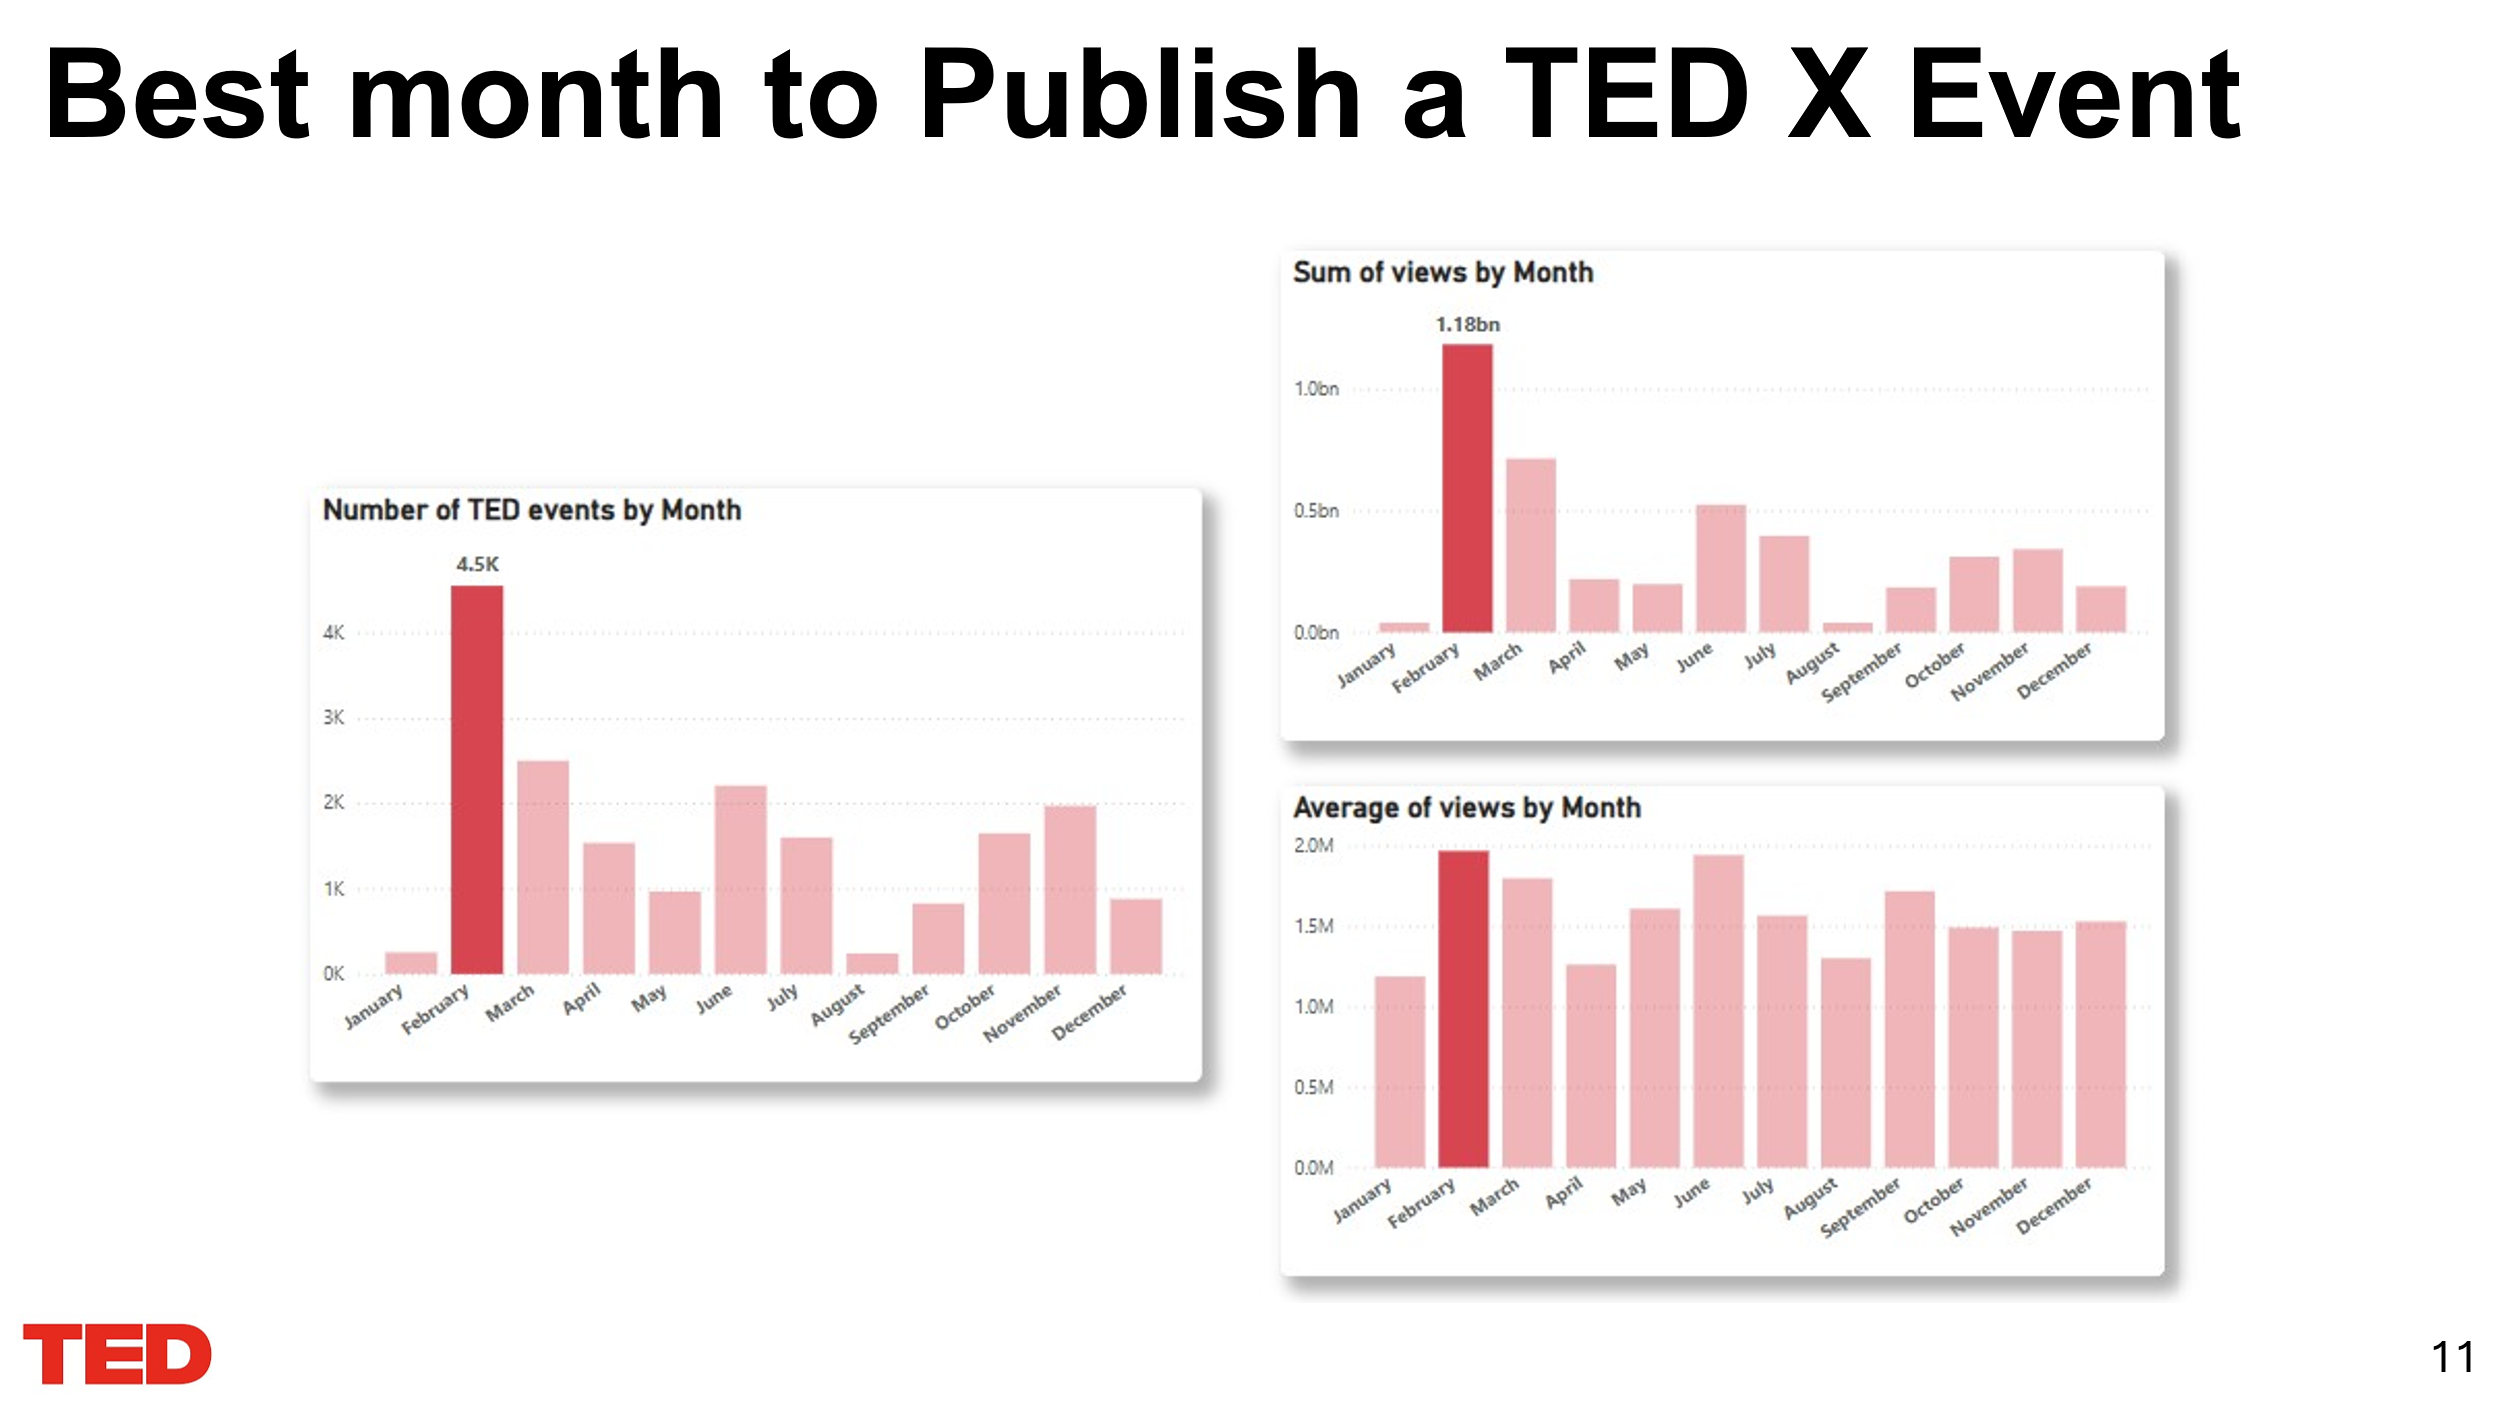 Best month to Publish a TED X Event
Number of TED events by Month
4.5K
4K
3K
2K
1K
0K
January February March April May June July August September October November December
Sum of views by Month
1.18bn
1.0bn
0.5bn
0.0bn
January February March April May June July August September October November December
Average of views by Month
2.0M
1.5M
1.0M
0.5M
0.0M
January February March April May June July August September October November December
TED
11